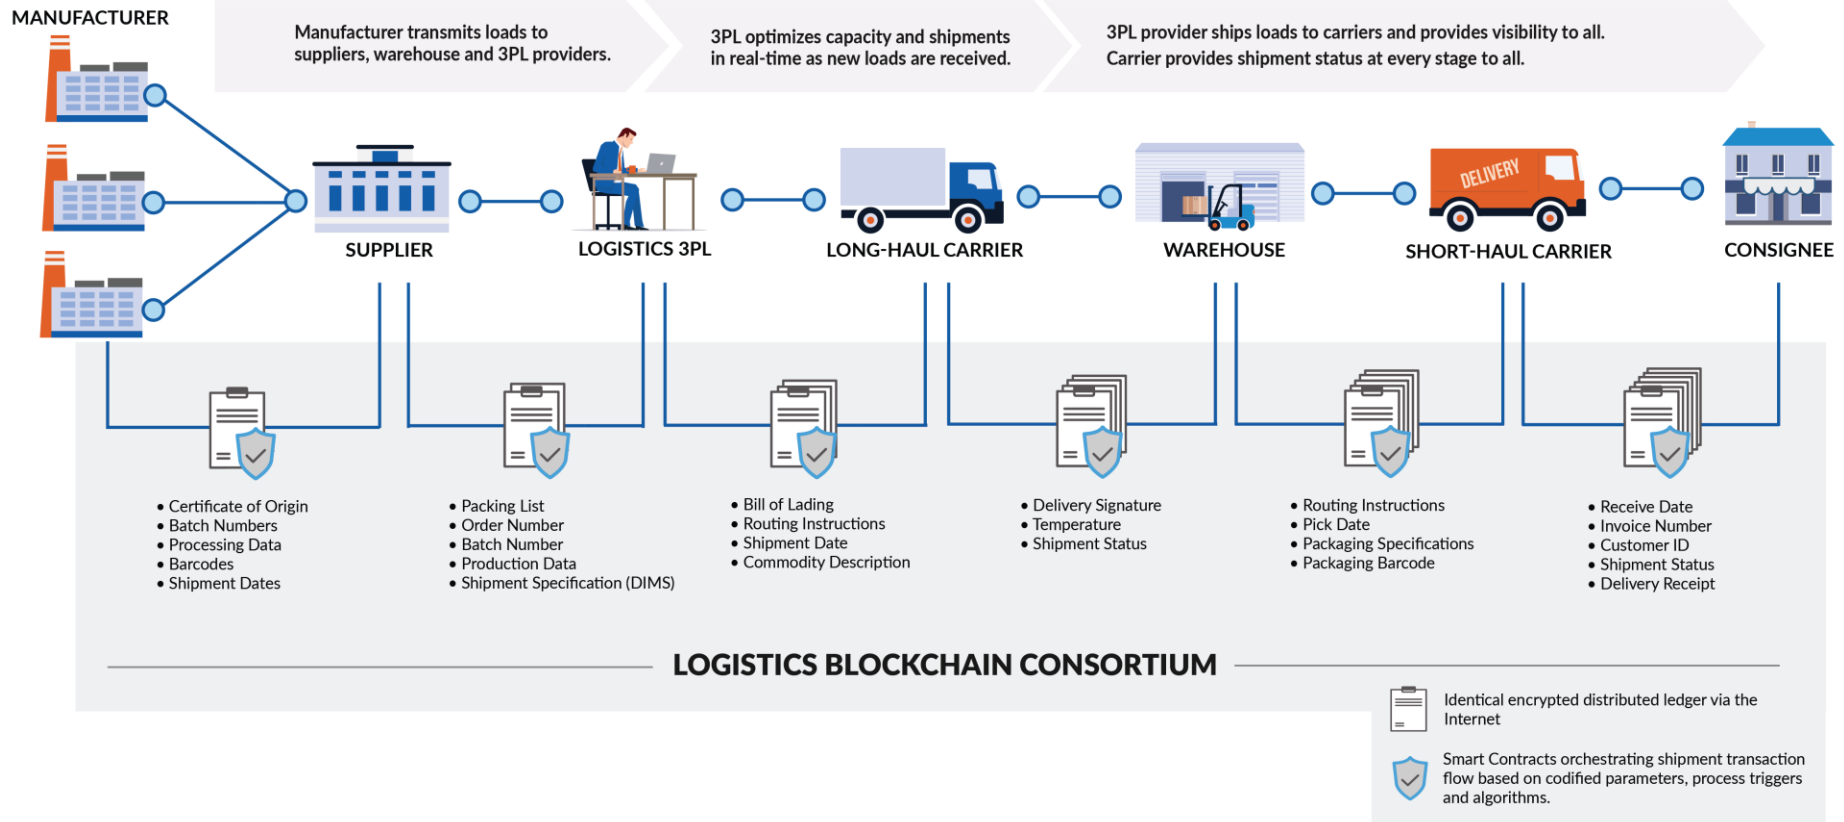 MANUFACTURER
Manufacturer transmits loads to
suppliers, warehouse and 3PL providers.
3PL optimizes capacity and shipments
in real-time as new loads are received.
3PL provider ships loads to carriers and provides visibility to all.
Carrier provides shipment status at every stage to all.
DELIVERY
SUPPLIER
LOGISTICS 3PL
LONG-HAUL CARRIER
WAREHOUSE
SHORT-HAUL CARRIER
CONSIGNEE
• Certificate of Origin
• Batch Numbers
• Processing Data
• Barcodes
• Shipment Dates
• Packing List
• Order Number
• Batch Number
• Production Data
• Shipment Specification (DIMS)
• Bill of Lading
• Routing Instructions
• Shipment Date
• Commodity Description
• Delivery Signature
• Temperature
• Shipment Status
• Routing Instructions
• Pick Date
• Packaging Specifications
• Packaging Barcode
• Receive Date
• Invoice Number
• Customer ID
• Shipment Status
• Delivery Receipt
LOGISTICS BLOCKCHAIN CONSORTIUM
Identical encrypted distributed ledger via the
Internet
Smart Contracts orchestrating shipment transaction
flow based on codified parameters, process triggers
and algorithms.